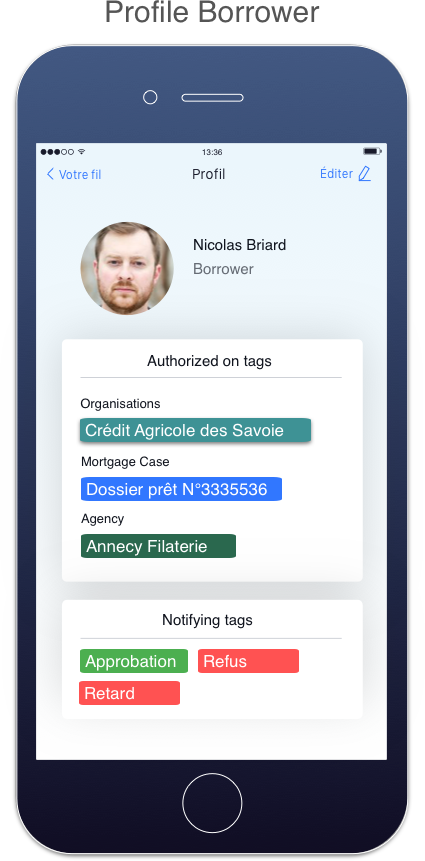 Profile Borrower
13:36
Votre fil
Profil
Éditer
Nicolas Briard
Borrower
Authorized on tags
Organisations
Crédit Agricole des Savoie
Mortgage Case
Dossier prêt N°3335536
Agency
Annecy Filaterie
Notifying tags
Approbation Refus
Retard